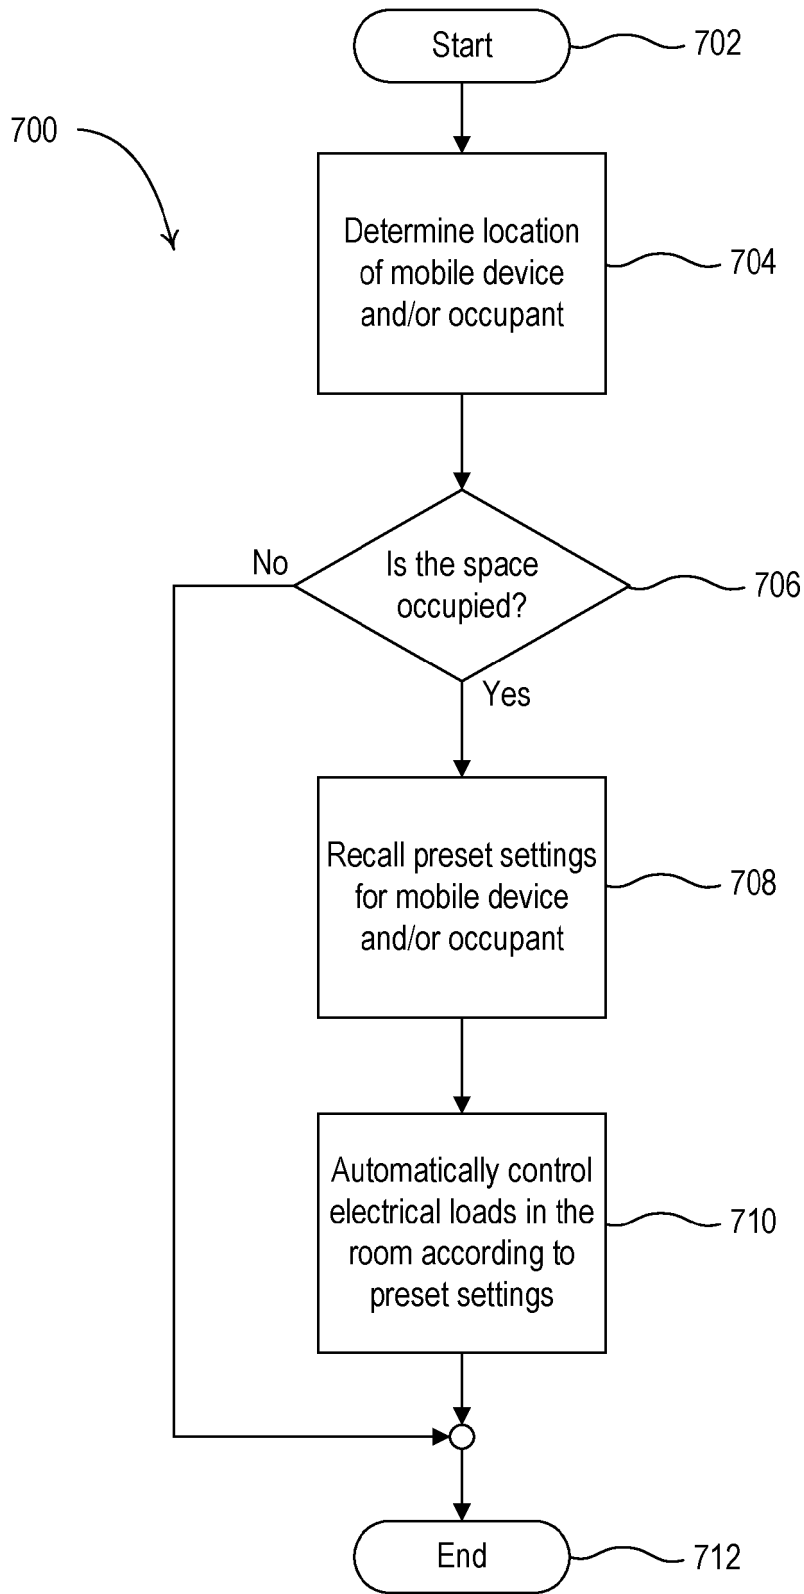 Start
702
700
Determine location
of mobile device
and/or occupant
704
No
Is the space
occupied?
706
Yes
Recall preset settings
for mobile device
and/or occupant
708
Automatically control
electrical loads in the
room according to
preset settings
710
End
712